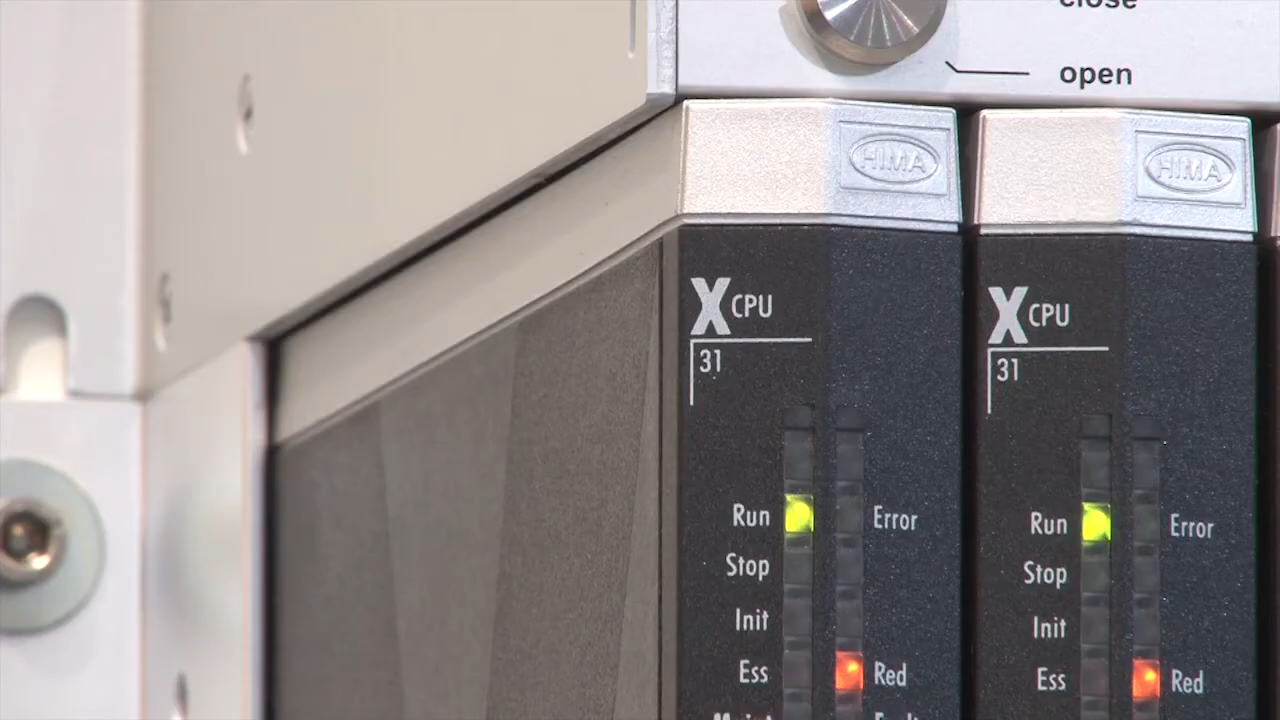 close
open
HIMA
HIMA
X CPU
31
X CPU
31
Run
Error
Stop
Init
Ess
Red
Run
Error
Stop
Init
Ess
Red